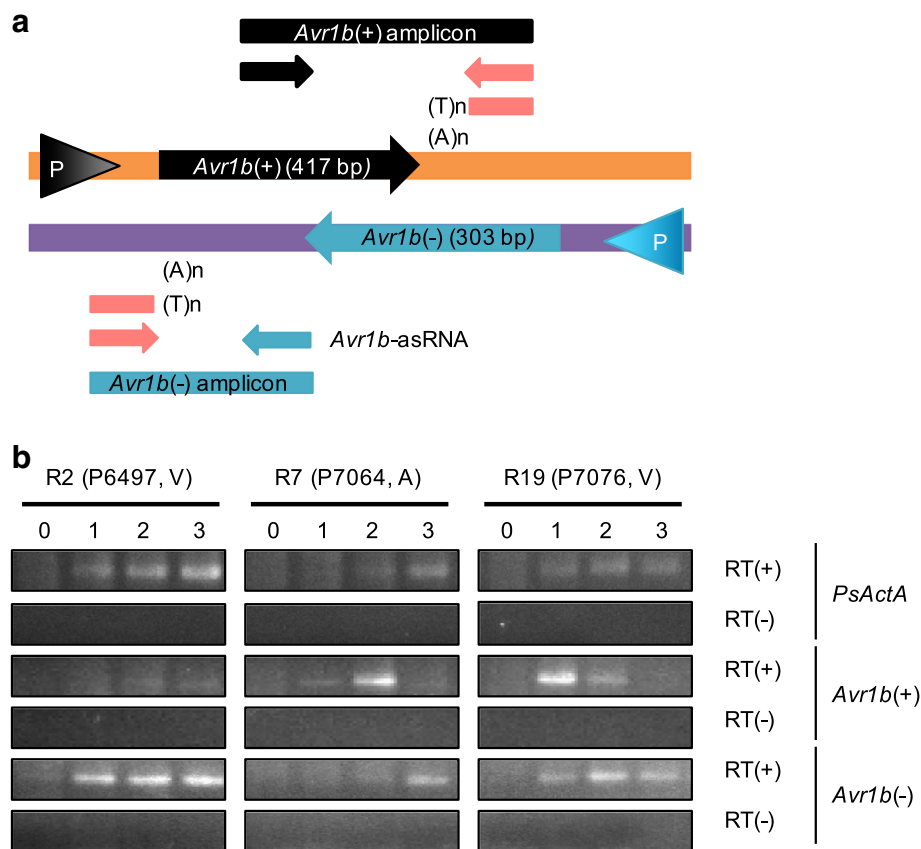 a
Avr1b(+) amplicon
(T)n
(A)n
P
Avr1b(+) (417 bp)
Avr1b(-) (303 bp)
P
(A)n
(T)n
Avr1b-asRNA
Avr1b(-) amplicon
b
R2 (P6497, V) R7 (P7064, A) R19 (P7076, V)
0 1 2 3 0 1 2 3 0 1 2 3
RT(+)
PsActA
RT(-)
RT(+)
Avr1b(+)
RT(-)
RT(+)
Avr1b(-)
RT(-)